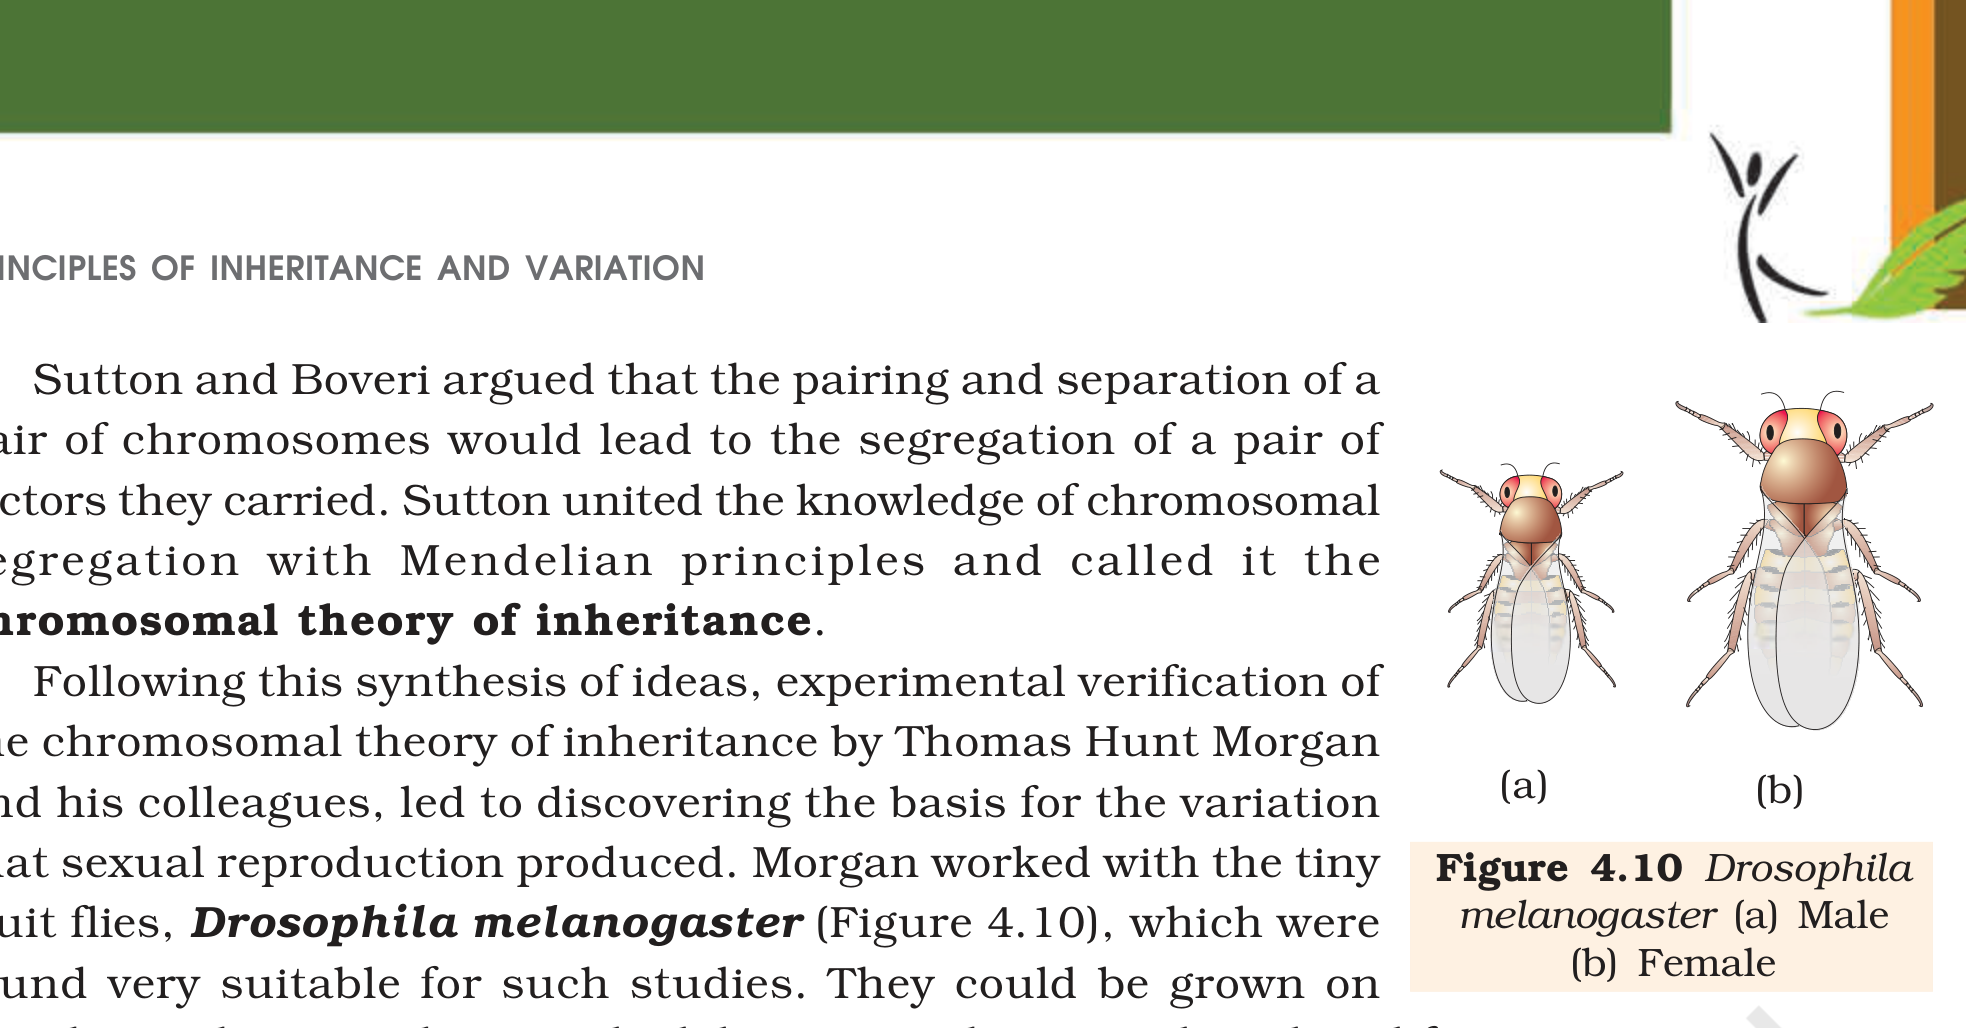 INCIPLES OF INHERITANCE AND VARIATION
Sutton and Boveri argued that the pairing and separation of a
air of chromosomes would lead to the segregation of a pair of
ctors they carried. Sutton united the knowledge of chromosomal
egregation with Mendelian principles and called it the
hromosomal theory of inheritance.
Following this synthesis of ideas, experimental verification of
he chromosomal theory of inheritance by Thomas Hunt Morgan
nd his colleagues, led to discovering the basis for the variation
hat sexual reproduction produced. Morgan worked with the tiny
uit flies, Drosophila melanogaster (Figure 4.10), which were
und very suitable for such studies. They could be grown on
(a) (b)
Figure 4.10 Drosophila
melanogaster (a) Male
(b) Female